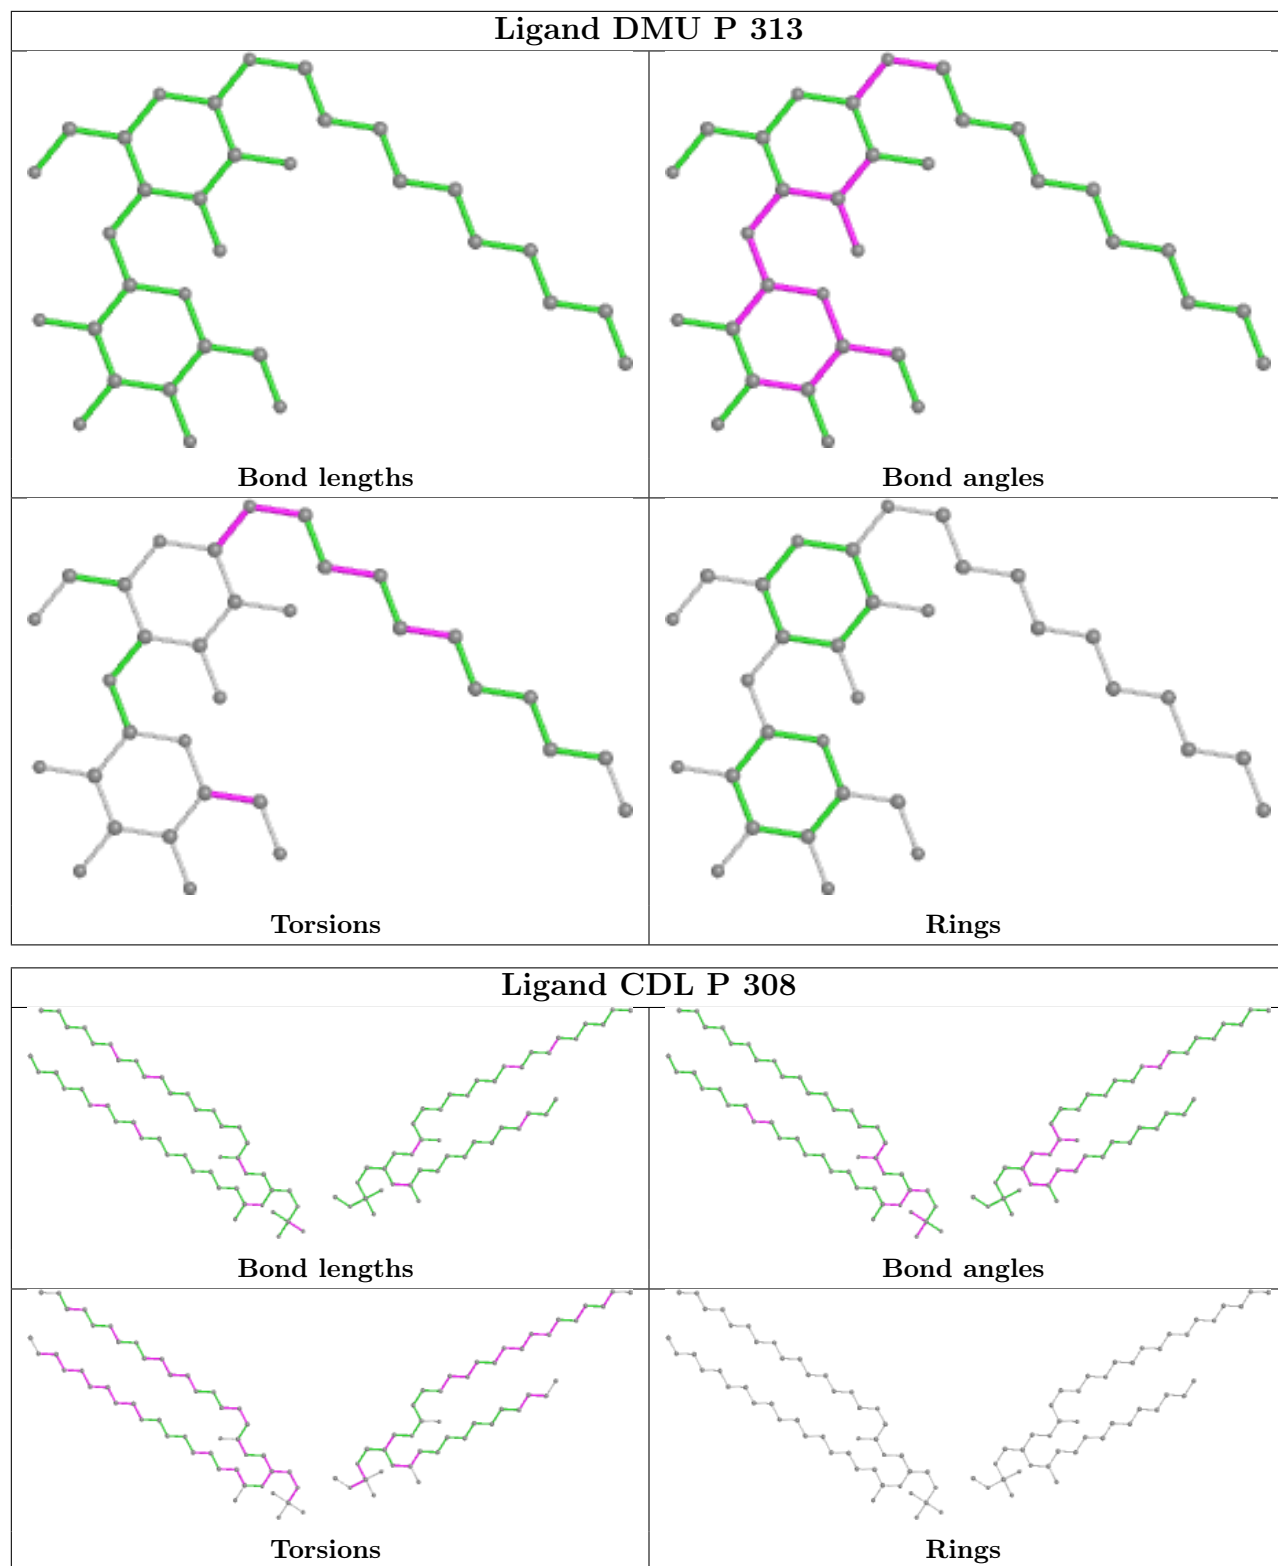 Ligand DMU P 313
Bond lengths
Bond angles
Torsions
Rings
Ligand CDL P 308
Bond lengths
Bond angles
Torsions
Rings